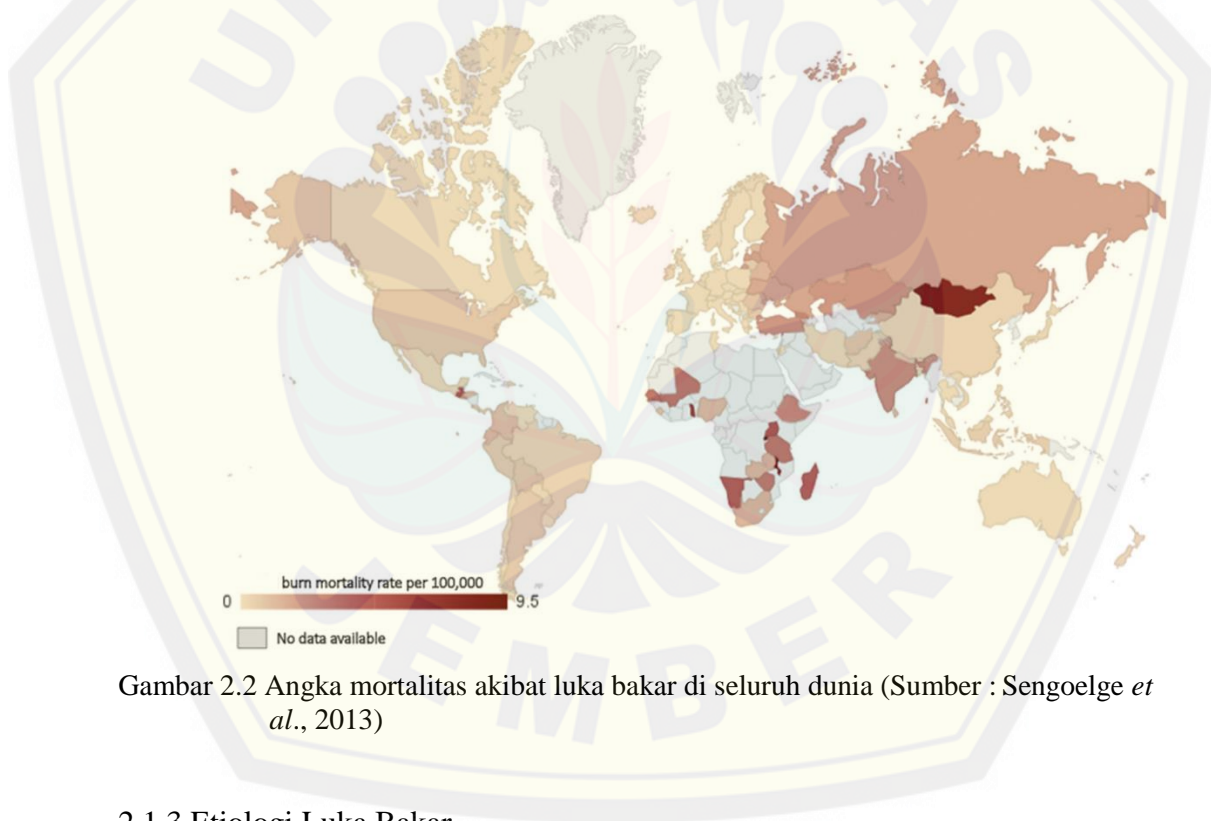 burn mortality rate per 100,000
0 9.5
No data available
Gambar 2.2 Angka mortalitas akibat luka bakar di seluruh dunia (Sumber : Sengoelge et
al., 2013)
2.1.3 Etiologi Luka Bakar
JEMBER